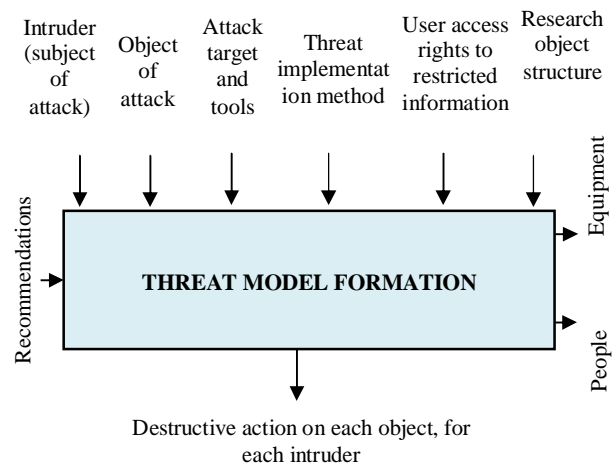 Intruder
(subject
of
attack)
Object
of
attack
Attack
target
and
tools
Threat
implementat
ion method
User access
rights to
restricted
information
Research
object
structure
Recommendations
THREAT MODEL FORMATION
Equipment
People
Destructive action on each object, for
each intruder